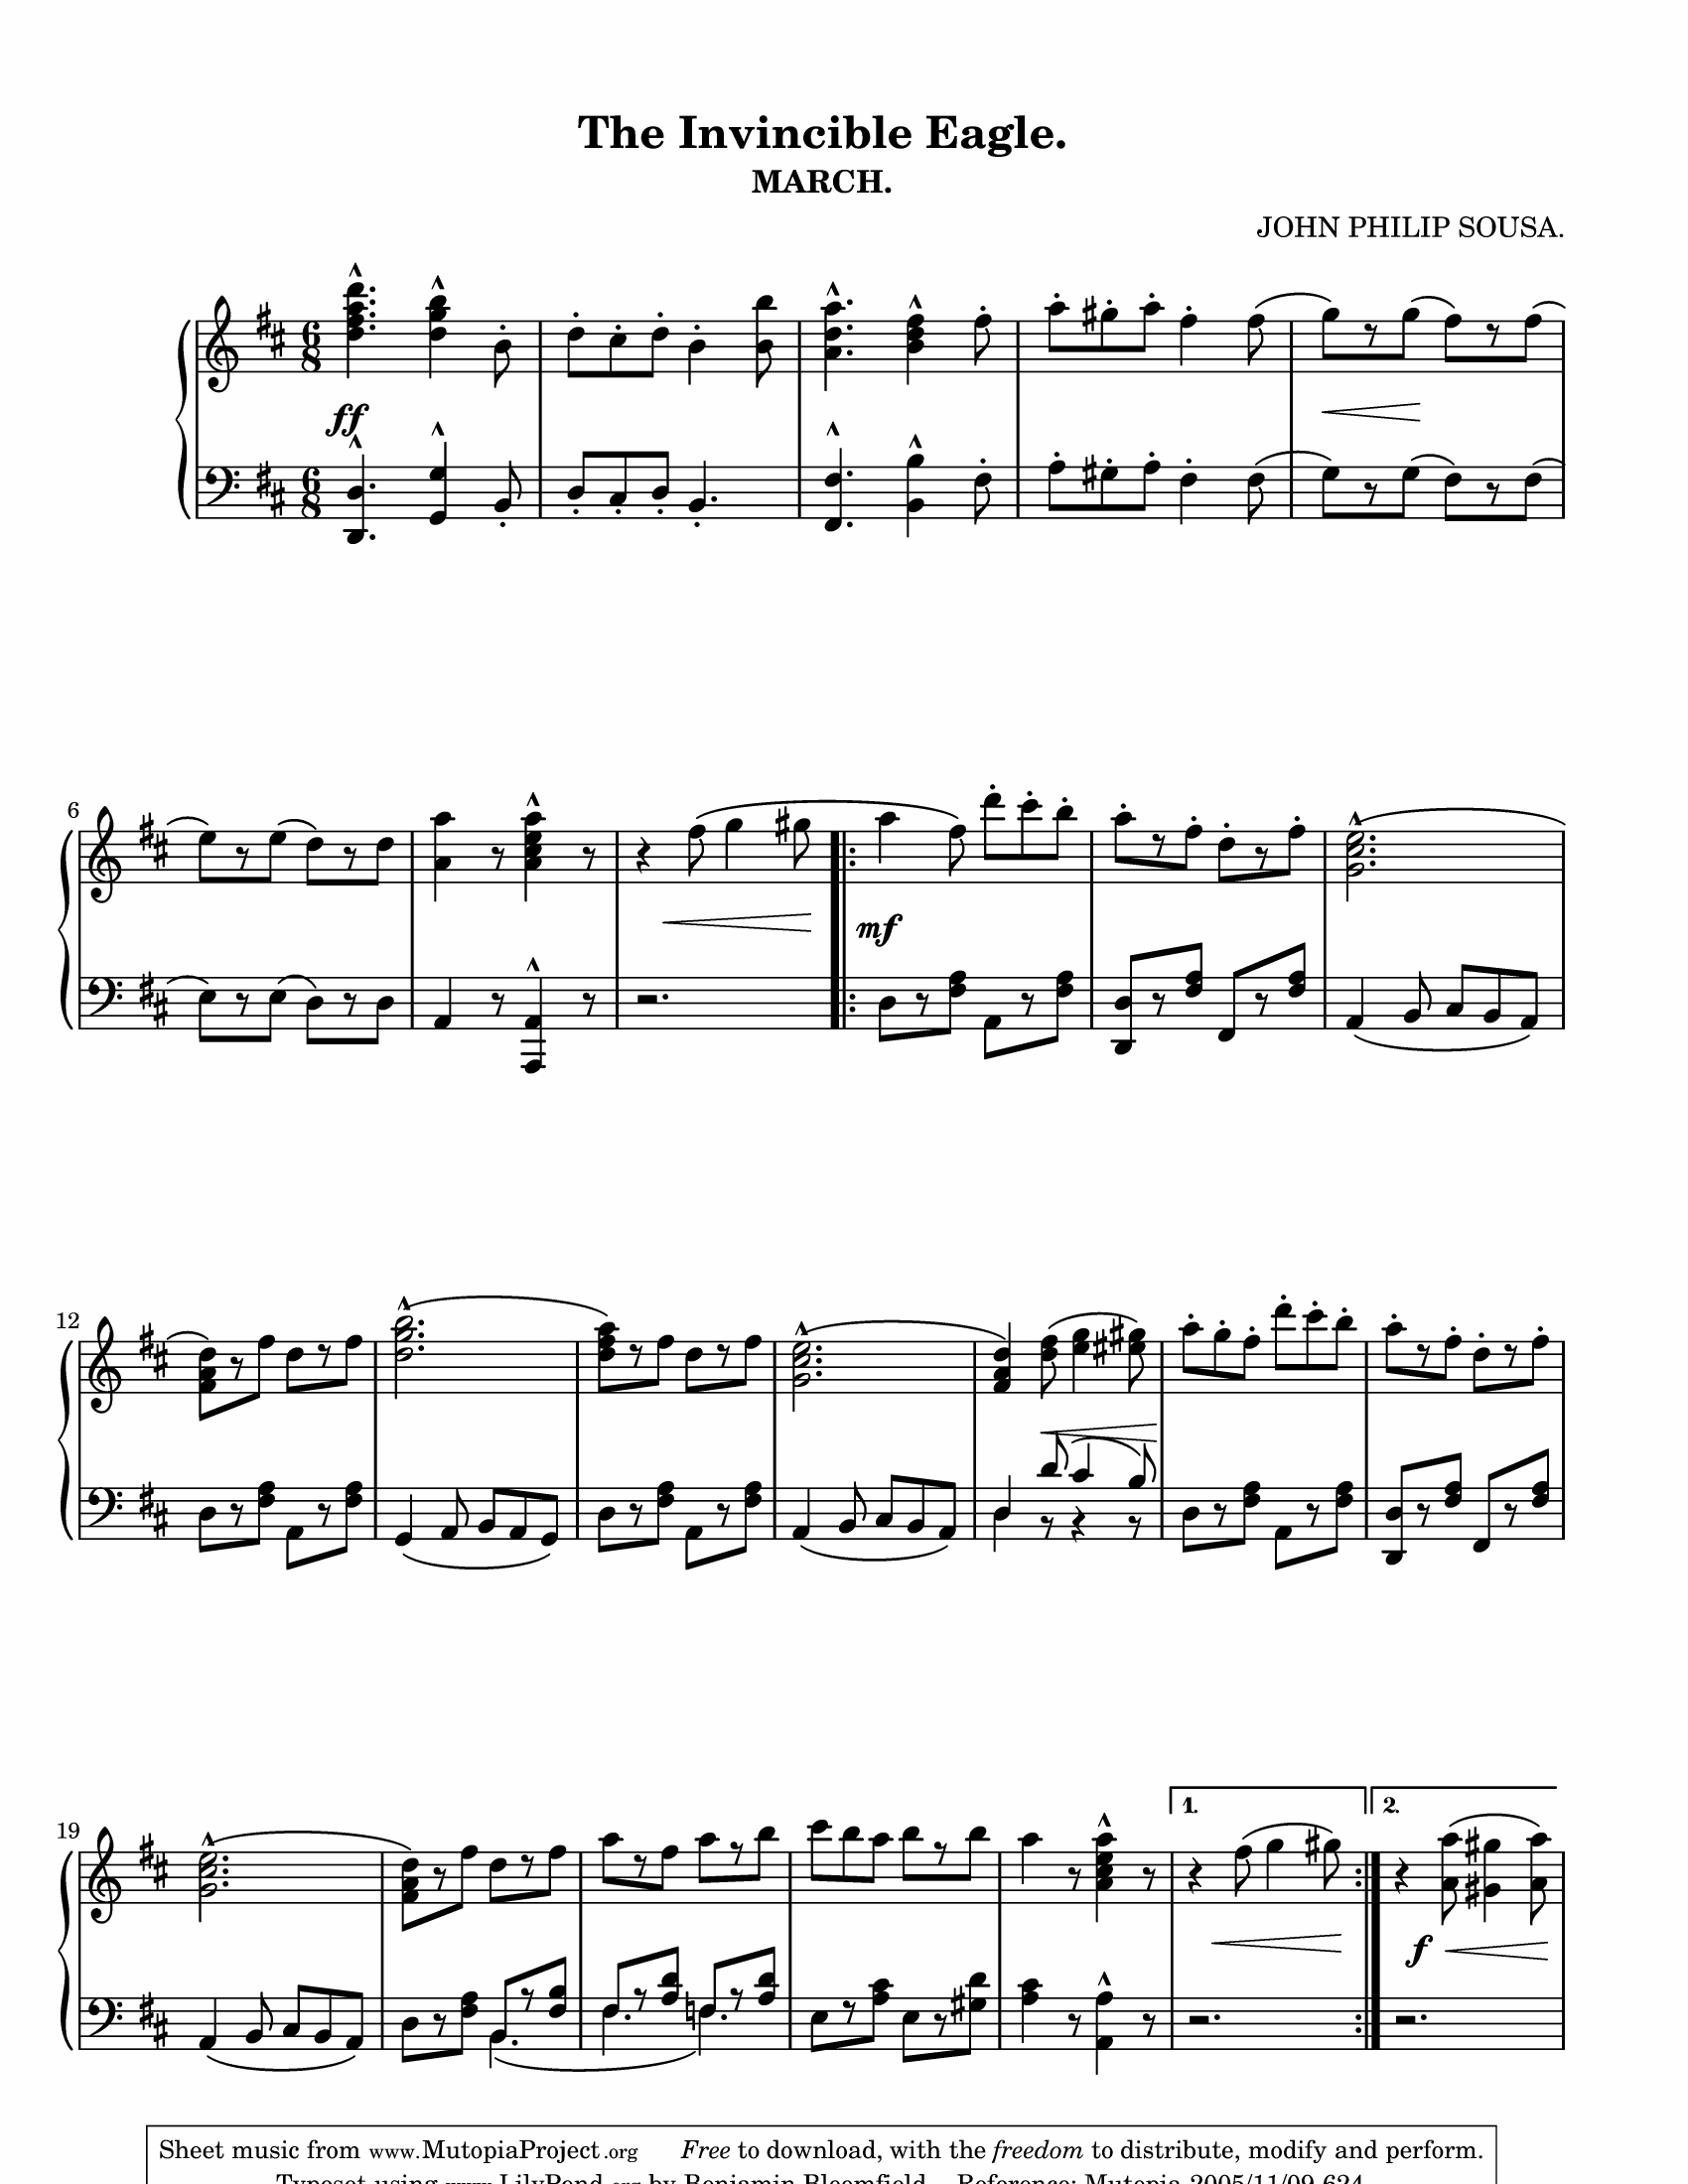 The Invincible Eagle.
MARCH.
JOHN PHILIP SOUSA.
6
8
ff
6
8
6
mf
12
19
1.
2.
f
Sheet music from www.MutopiaProject.org Free to download, with the freedom to distribute, modify and perform.
Typeset using www.LilyPond.org by Benjamin Bloomfield. Reference: Mutopia-2005/11/09-624